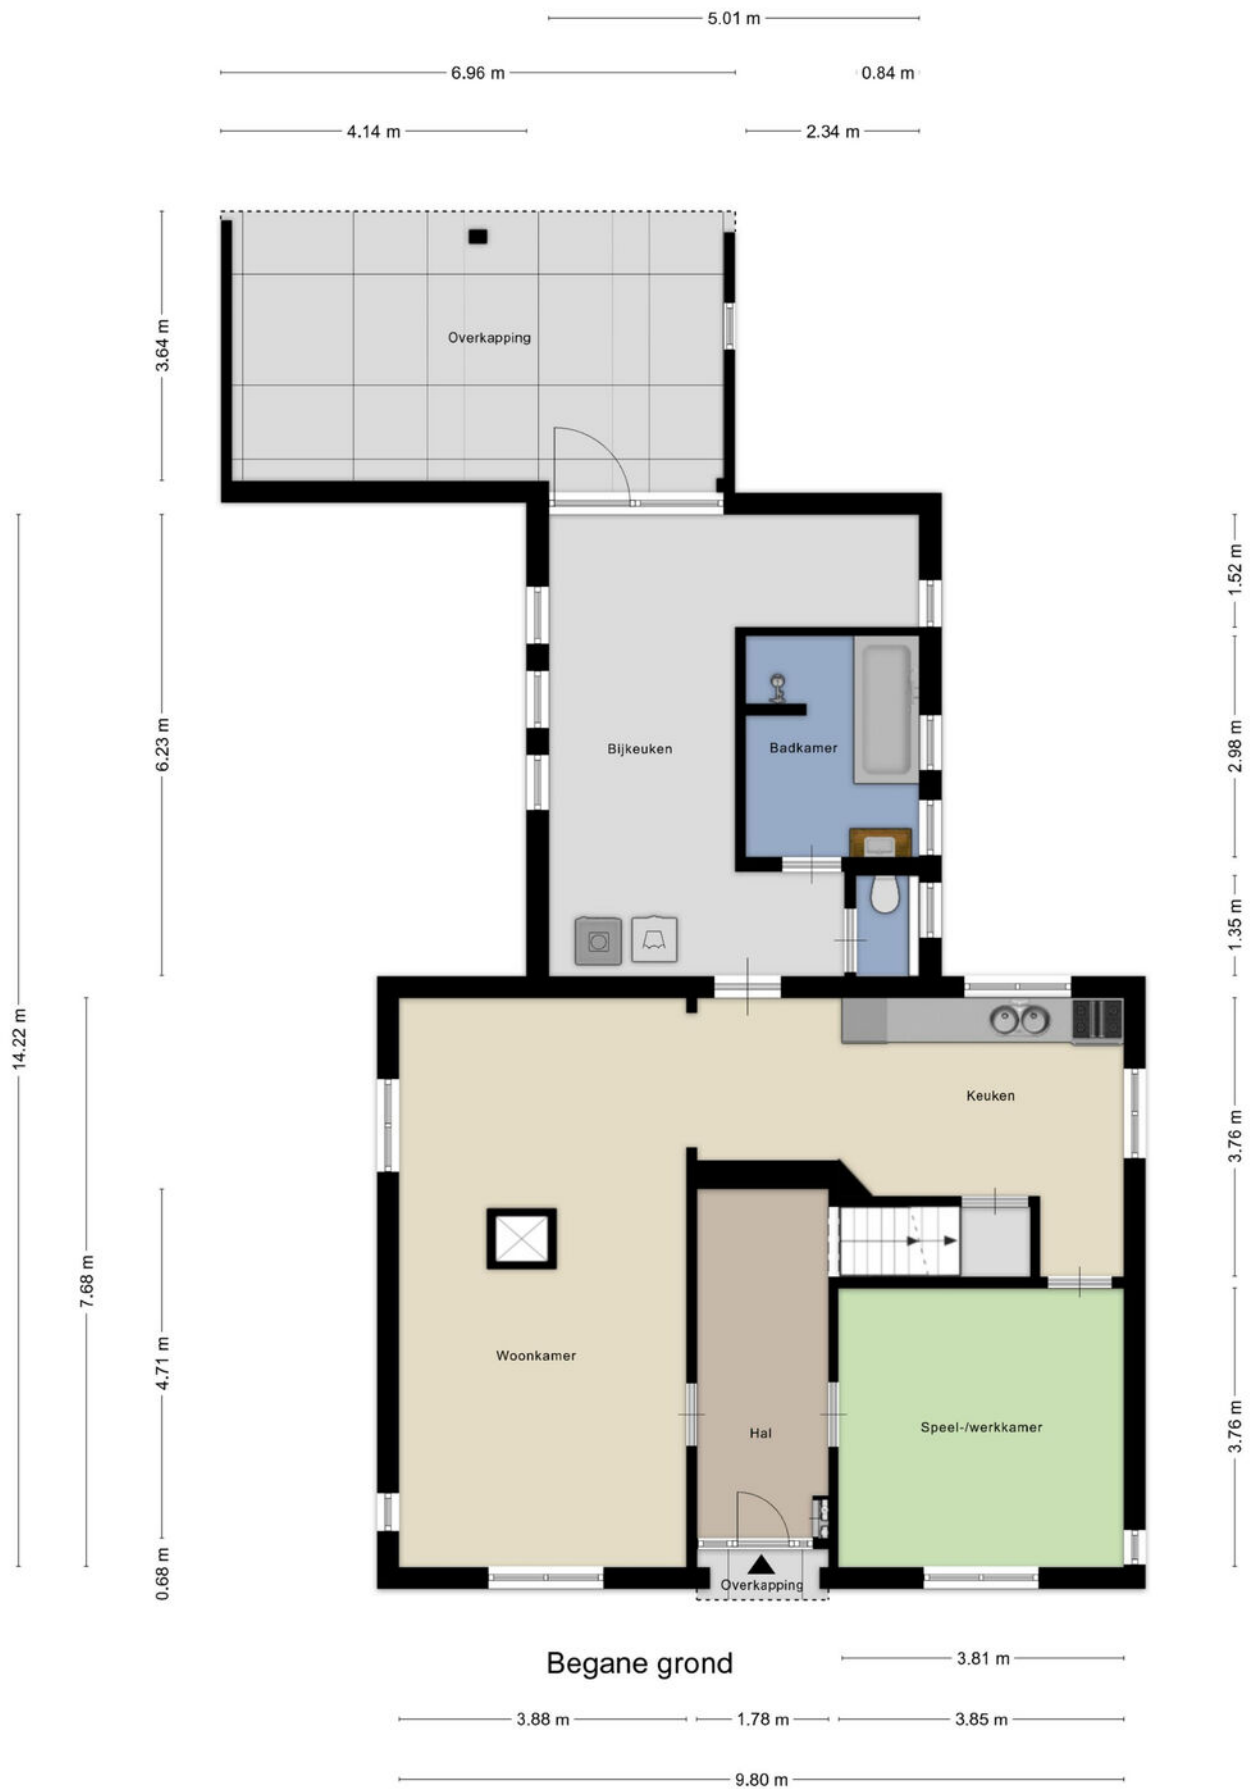 5.01 m
6.96 m
0.84 m
4.14 m
2.34 m
3.64 m
Overkapping
1.52 m
6.23 m
Bijkeuken
Badkamer
2.98 m
1.35 m
14.22 m
Keuken
3.76 m
7.68 m
4.71 m
Woonkamer
Hal
Speel-/werkkamer
3.76 m
0.68 m
Overkapping
Begane grond
3.81 m
3.88 m
1.78 m
3.85 m
9.80 m